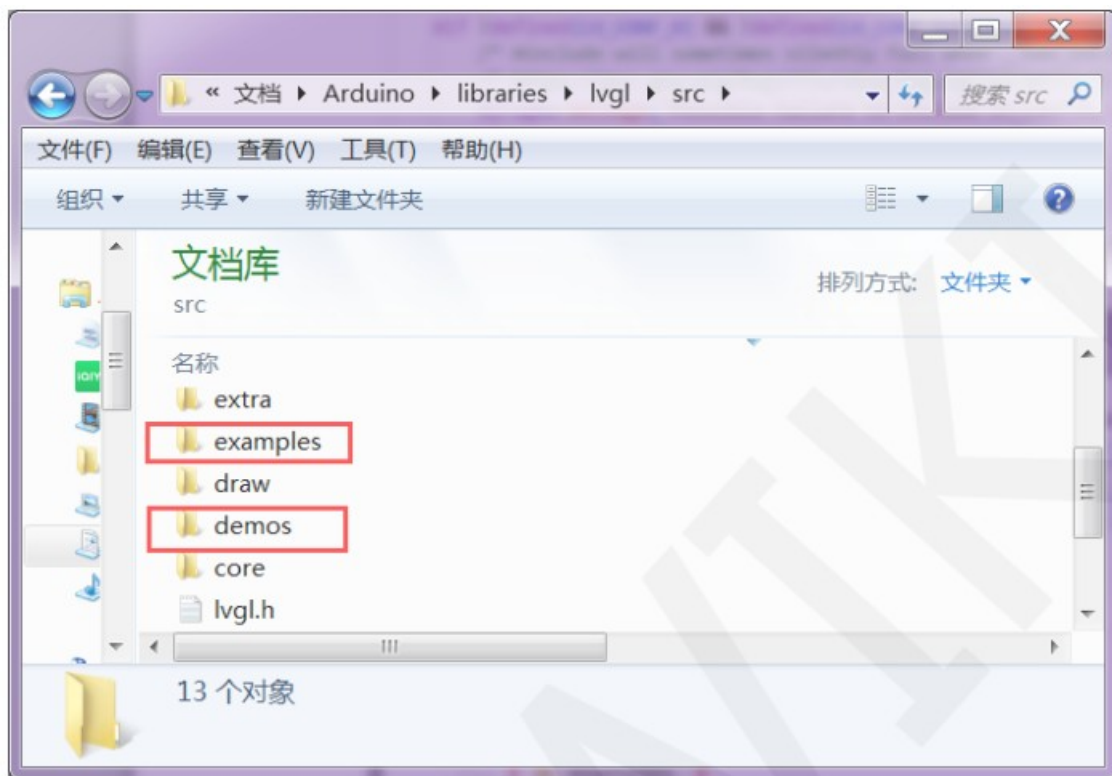 « 文档 ▸ Arduino ▸ libraries ▸ lvgl ▸ src ▸ 搜索 src
文件(F) 编辑(E) 查看(V) 工具(T) 帮助(H)
组织 共享 新建文件夹
文档库
src
排列方式: 文件夹
名称
extra
examples
draw
demos
core
lvgl.h
13 个对象